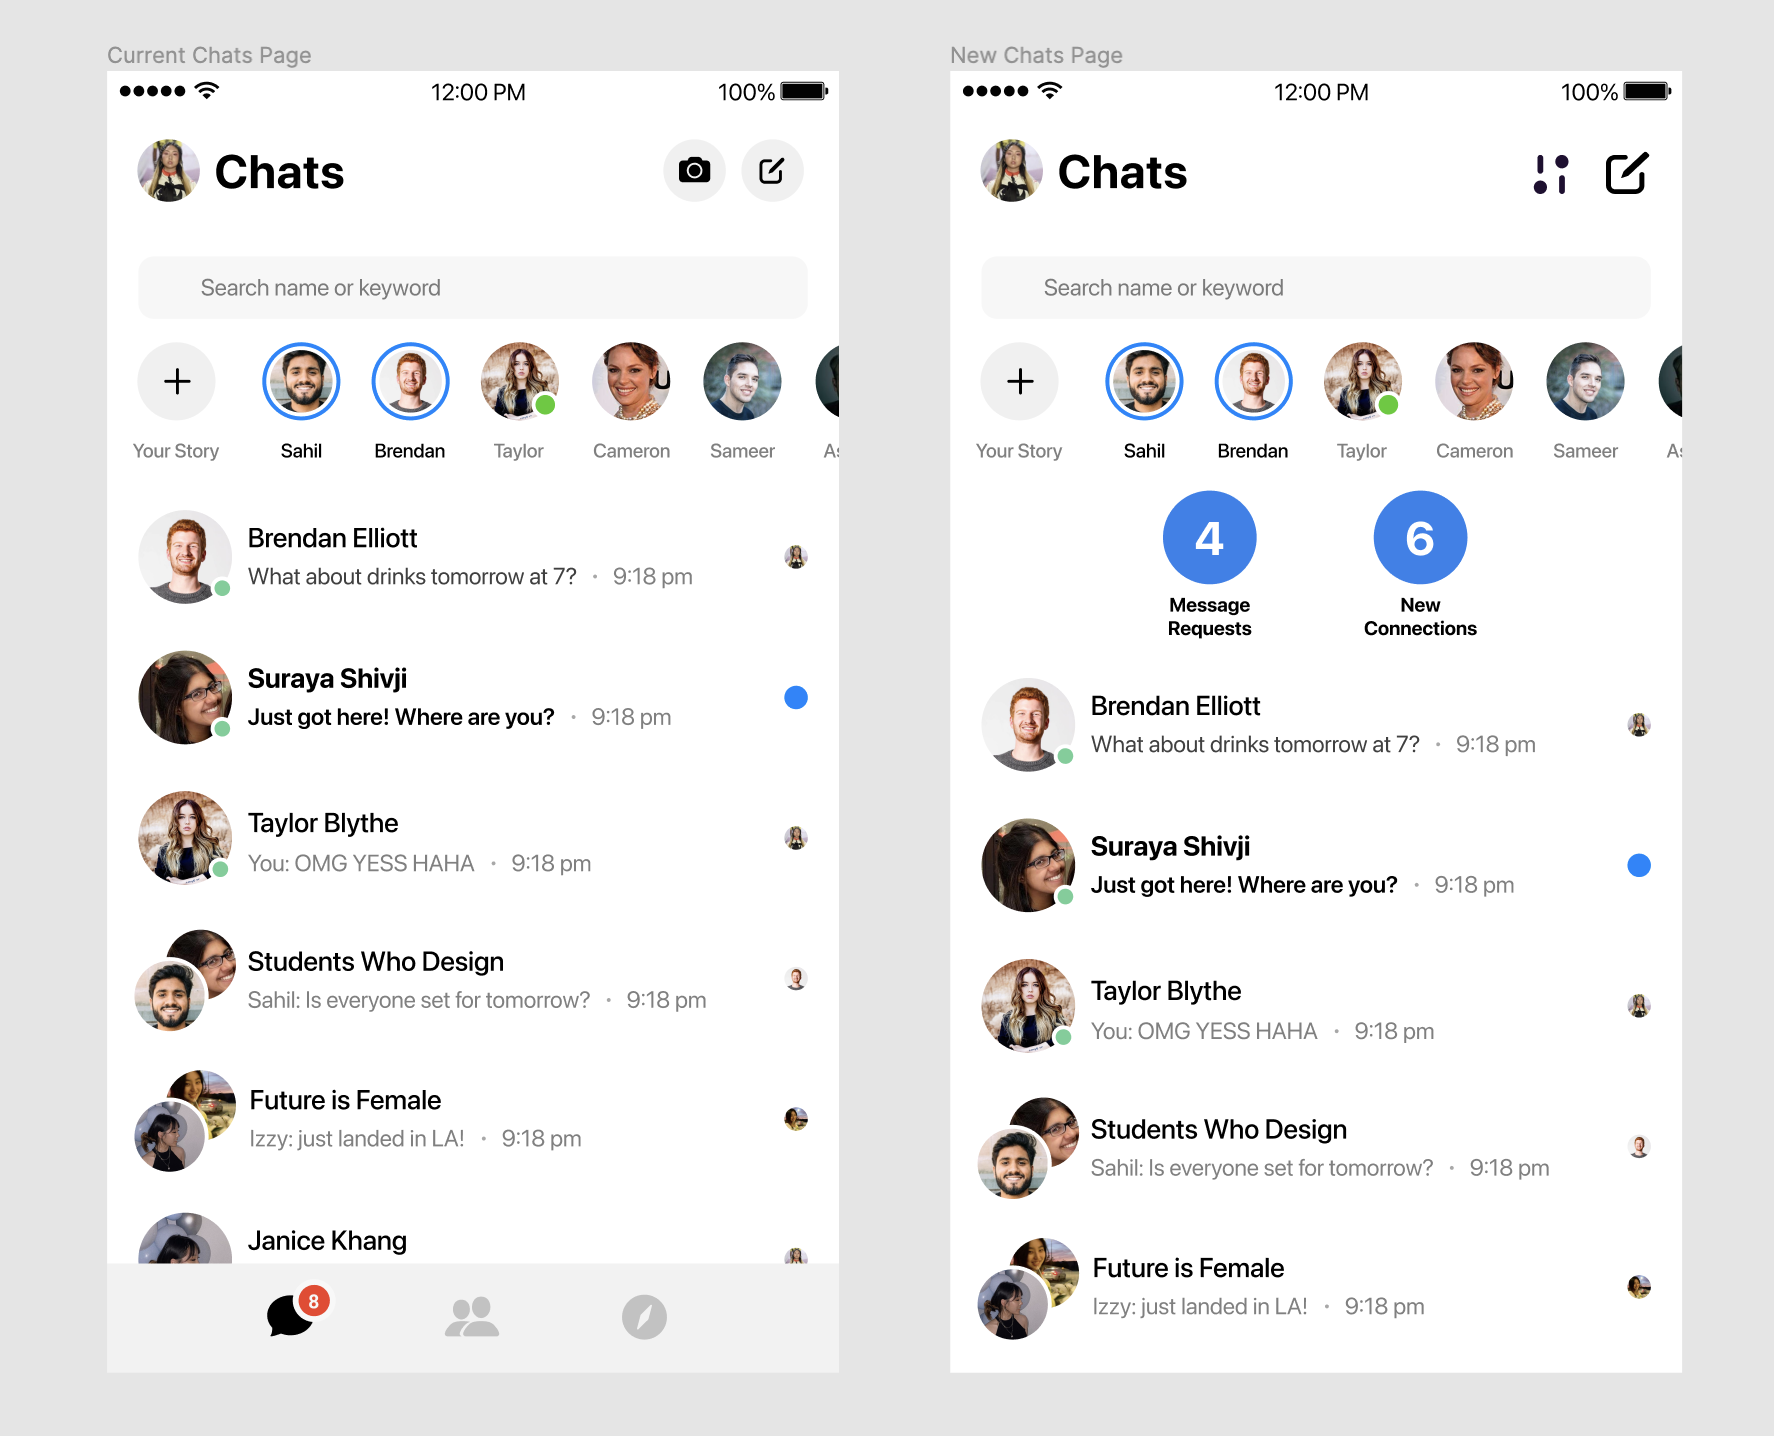 Current Chats Page
12:00 PM
100%
Chats
Search name or keyword
Your Story
Sahil
Brendan
Taylor
Cameron
Sameer
As
Brendan Elliott
What about drinks tomorrow at 7? • 9:18 pm
Suraya Shivji
Just got here! Where are you? • 9:18 pm
Taylor Blythe
You: OMG YESS HAHA • 9:18 pm
Students Who Design
Sahil: Is everyone set for tomorrow? • 9:18 pm
Future is Female
Izzy: just landed in LA! • 9:18 pm
Janice Khang
8
New Chats Page
12:00 PM
100%
Chats
Search name or keyword
Your Story
Sahil
Brendan
Taylor
Cameron
Sameer
As
4
Message
Requests
6
New
Connections
Brendan Elliott
What about drinks tomorrow at 7? • 9:18 pm
Suraya Shivji
Just got here! Where are you? • 9:18 pm
Taylor Blythe
You: OMG YESS HAHA • 9:18 pm
Students Who Design
Sahil: Is everyone set for tomorrow? • 9:18 pm
Future is Female
Izzy: just landed in LA! • 9:18 pm